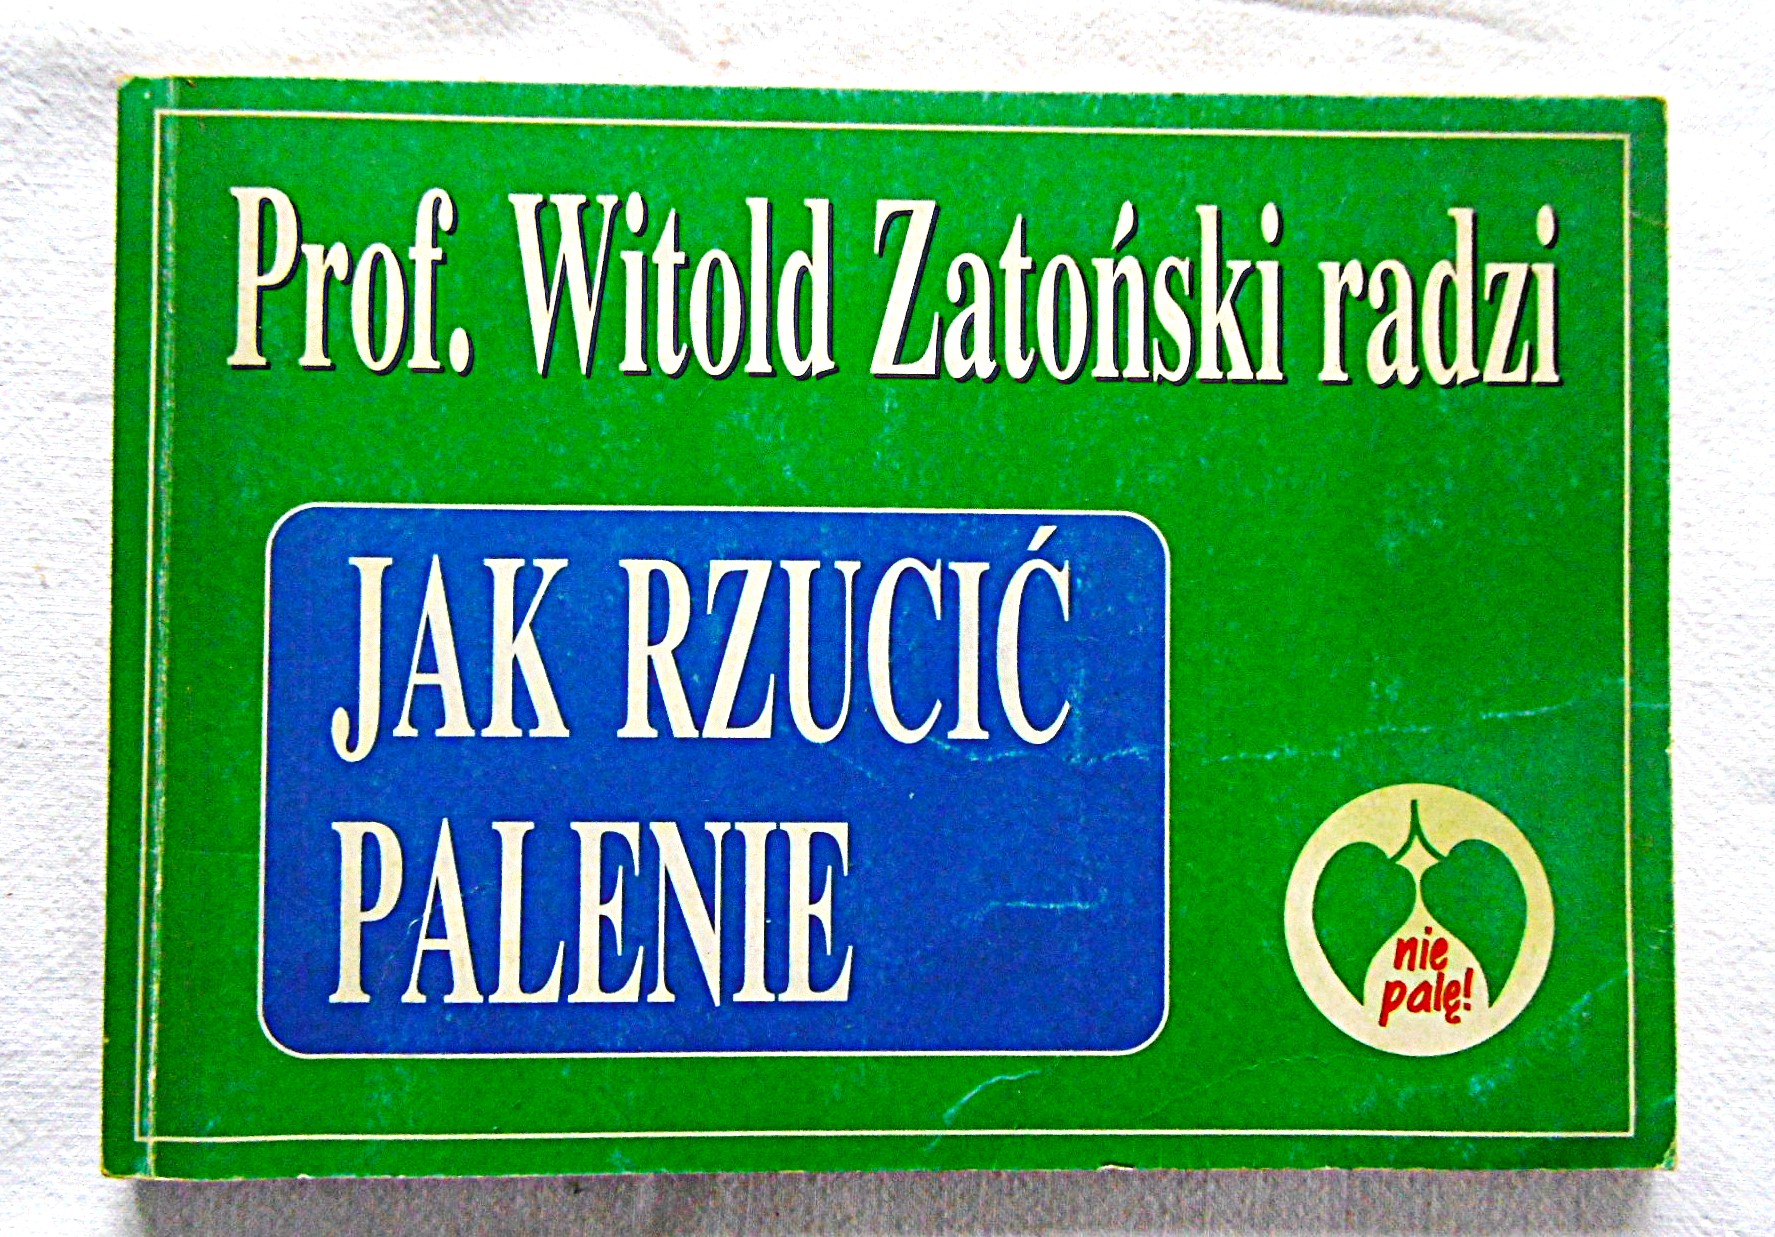 Prof. Witold Zatoński radzi
JAK RZUCIĆ
PALENIE
nie
palę!